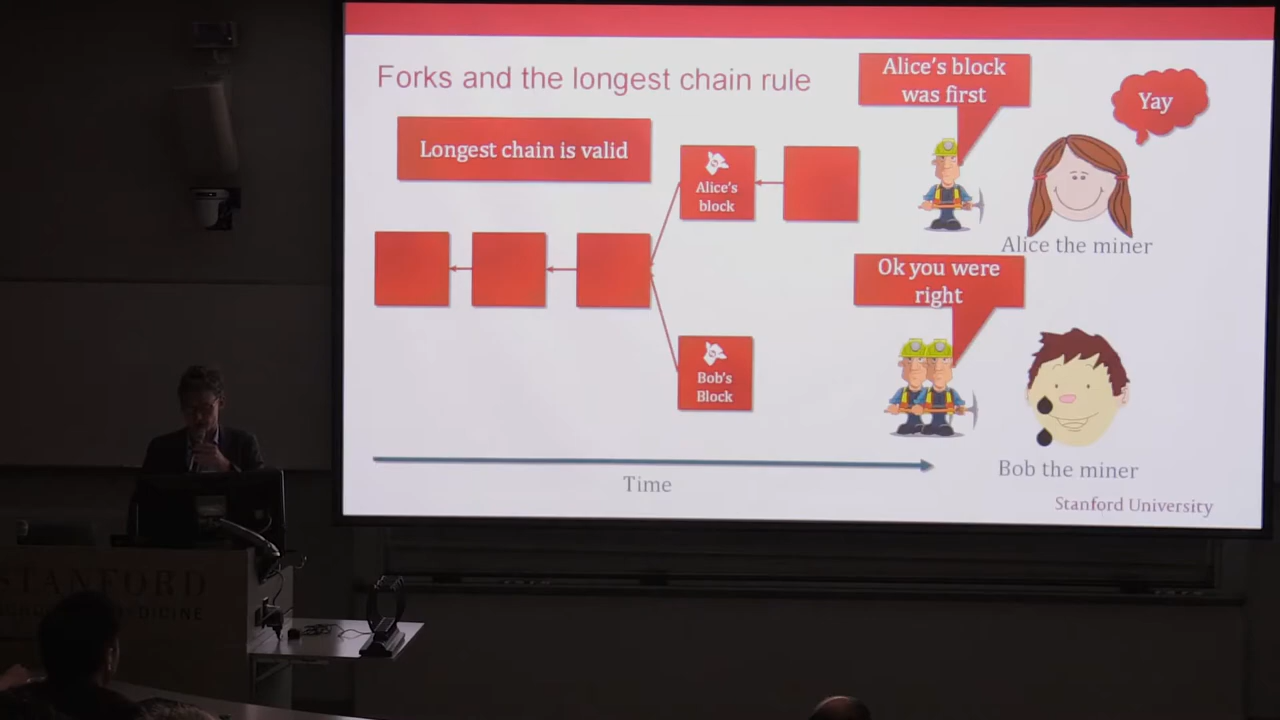 Forks and the longest chain rule
Alice's block
was first
Yay
Longest chain is valid
Alice's
block
Alice the miner
Ok you were
right
Bob's
Block
Bob the miner
Time
Stanford University
STANFORD
MEDICINE